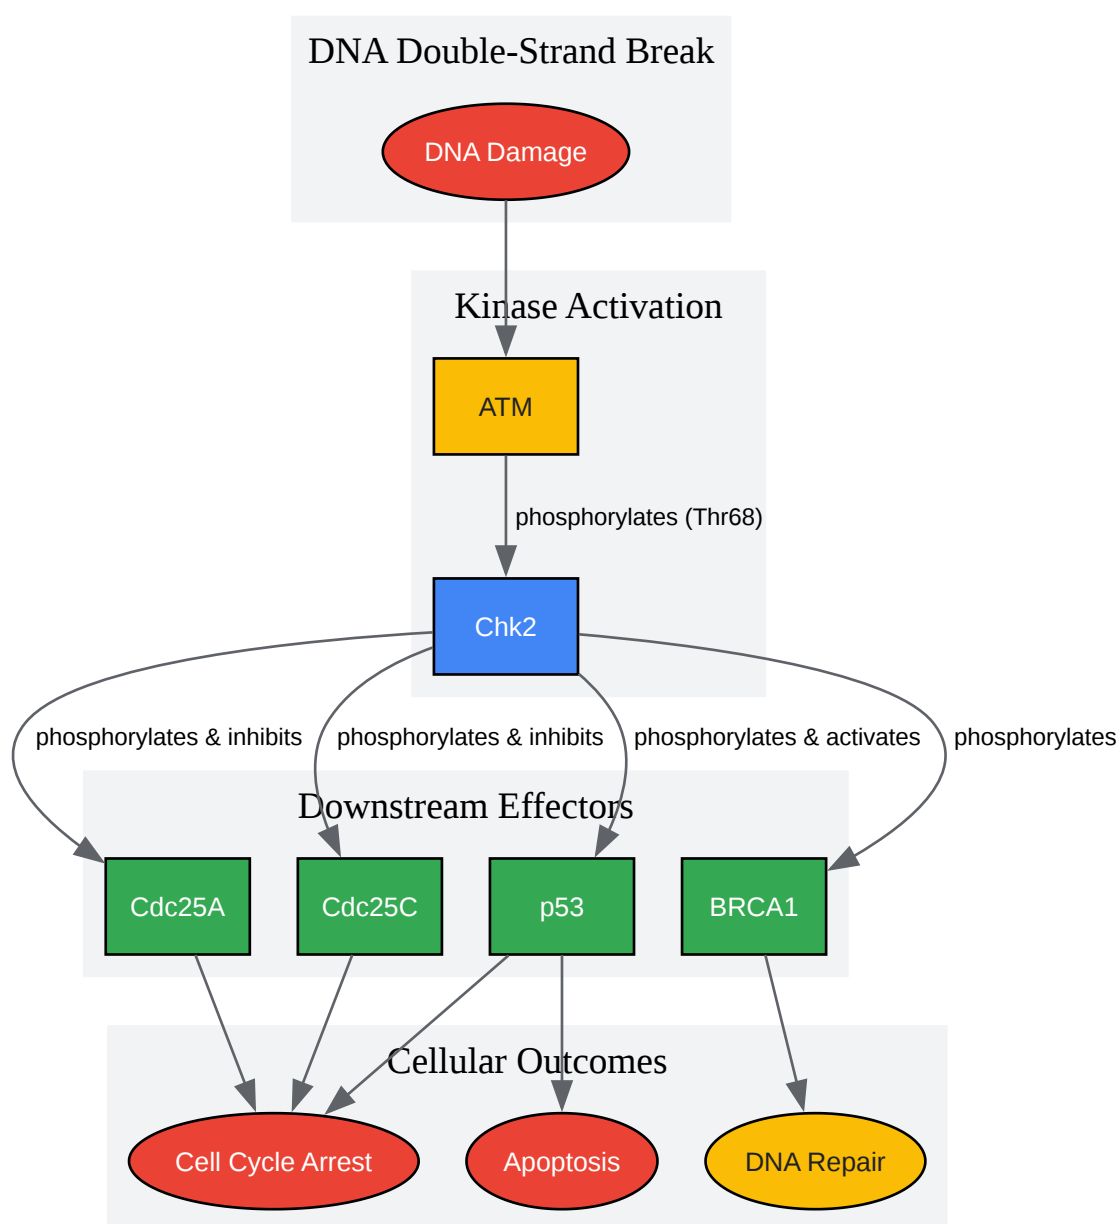 DNA Double-Strand Break
DNA Damage
Kinase Activation
ATM
phosphorylates (Thr68)
Chk2
phosphorylates & inhibits
phosphorylates & inhibits
phosphorylates & activates
phosphorylates
Downstream Effectors
Cdc25A
Cdc25C
p53
BRCA1
Cellular Outcomes
Cell Cycle Arrest
Apoptosis
DNA Repair